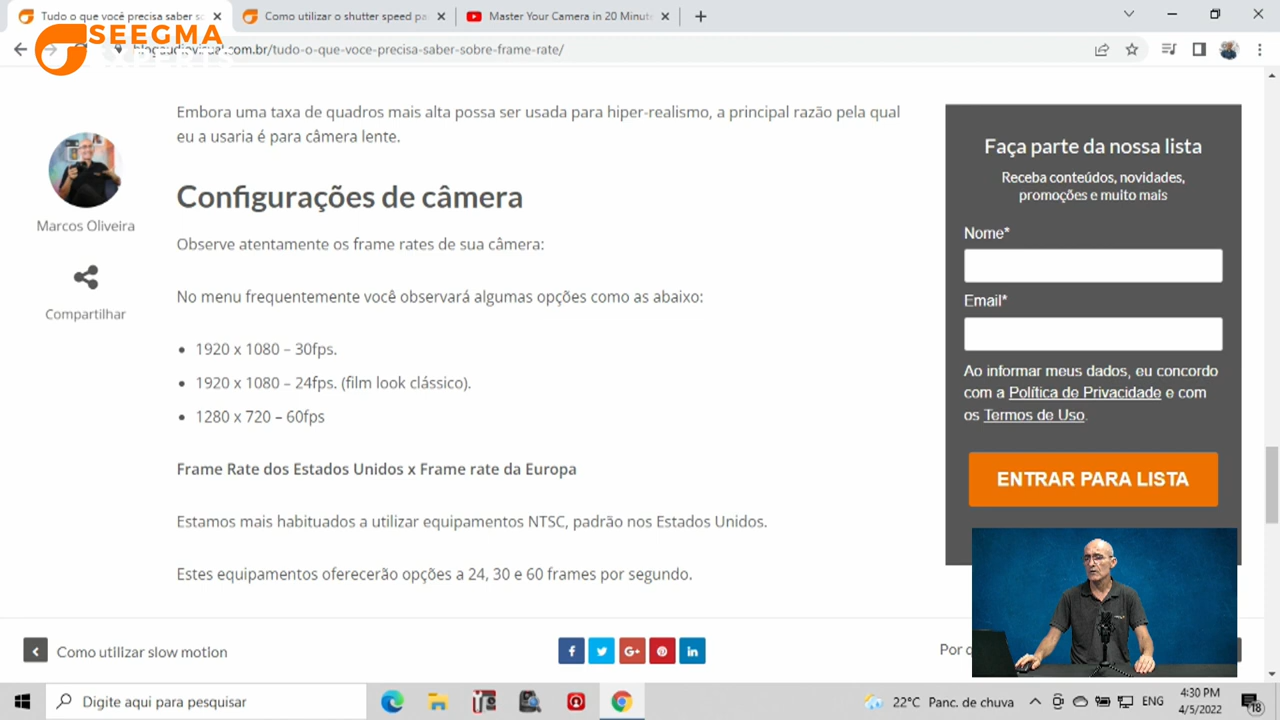 Tudo o que você precisa saber s
Como utilizar o shutter speed pa
Master Your Camera in 20 Minute
SEEGMA
blogaudiovisual.com.br/tudo-o-que-voce-precisa-saber-sobre-frame-rate/
Embora uma taxa de quadros mais alta possa ser usada para hiper-realismo, a principal razão pela qual
eu a usaria é para câmera lente.
Marcos Oliveira
Compartilhar
Configurações de câmera
Observe atentamente os frame rates de sua câmera:
No menu frequentemente você observará algumas opções como as abaixo:
• 1920 x 1080 – 30fps.
• 1920 x 1080 – 24fps. (film look clássico).
• 1280 x 720 – 60fps
Frame Rate dos Estados Unidos x Frame rate da Europa
Estamos mais habituados a utilizar equipamentos NTSC, padrão nos Estados Unidos.
Estes equipamentos oferecerão opções a 24, 30 e 60 frames por segundo.
Faça parte da nossa lista
Receba conteúdos, novidades,
promoções e muito mais
Nome*
Email*
Ao informar meus dados, eu concordo
com a Política de Privacidade e com
os Termos de Uso.
ENTRAR PARA LISTA
Como utilizar slow motion
Por
Digite aqui para pesquisar
22°C Panc. de chuva
ENG
4:30 PM
4/5/2022
18